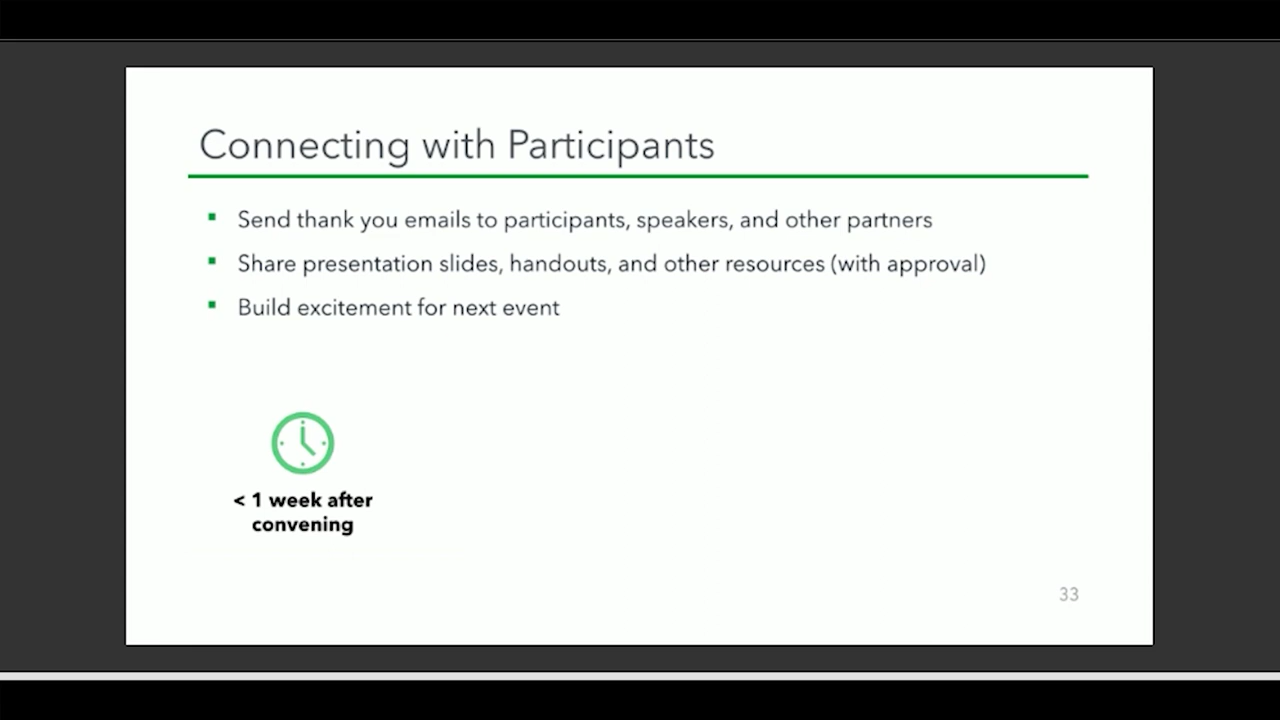 Connecting with Participants
Send thank you emails to participants, speakers, and other partners
Share presentation slides, handouts, and other resources (with approval)
Build excitement for next event
< 1 week after
convening
33